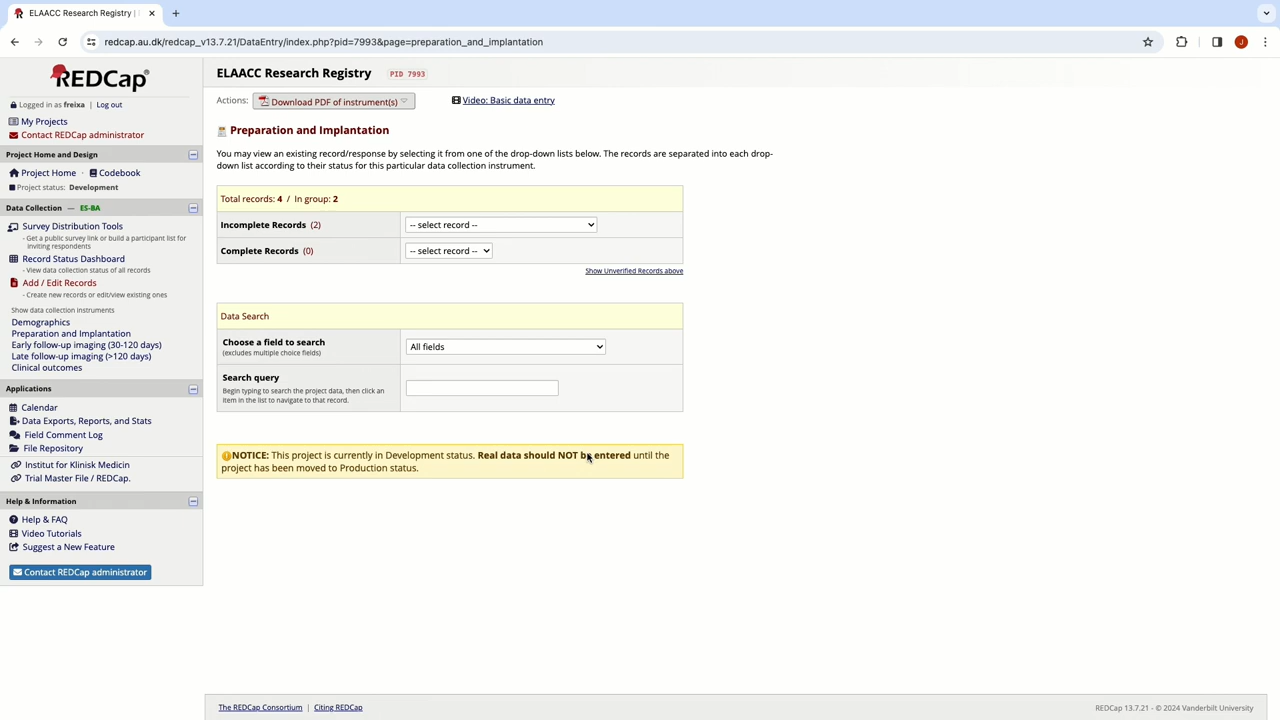 ELAACC Research Registry |
redcap.au.dk/redcap_v13.7.21/DataEntry/index.php?pid=7993&page=preparation_and_implantation
J
REDCap
Logged in as freixa | Log out
My Projects
Contact REDCap administrator
Project Home and Design
Project Home · Codebook
Project status: Development
Data Collection — ES-BA
Survey Distribution Tools
- Get a public survey link or build a participant list for
inviting respondents
Record Status Dashboard
- View data collection status of all records
Add / Edit Records
- Create new records or edit/view existing ones
Show data collection instruments
Demographics
Preparation and Implantation
Early follow-up imaging (30-120 days)
Late follow-up imaging (>120 days)
Clinical outcomes
Applications
Calendar
Data Exports, Reports, and Stats
Field Comment Log
File Repository
Institut for Klinisk Medicin
Trial Master File / REDCap.
Help & Information
Help & FAQ
Video Tutorials
Suggest a New Feature
Contact REDCap administrator
ELAACC Research Registry PID 7993
Actions: Download PDF of instrument(s) Video: Basic data entry
Preparation and Implantation
You may view an existing record/response by selecting it from one of the drop-down lists below. The records are separated into each drop-
down list according to their status for this particular data collection instrument.
Total records: 4 / In group: 2
Incomplete Records (2) -- select record --
Complete Records (0) -- select record --
Show Unverified Records above
Data Search
Choose a field to search
(excludes multiple choice fields)
All fields
Search query
Begin typing to search the project data, then click an
item in the list to navigate to that record.
NOTICE: This project is currently in Development status. Real data should NOT be entered until the
project has been moved to Production status.
The REDCap Consortium | Citing REDCap
REDCap 13.7.21 - © 2024 Vanderbilt University